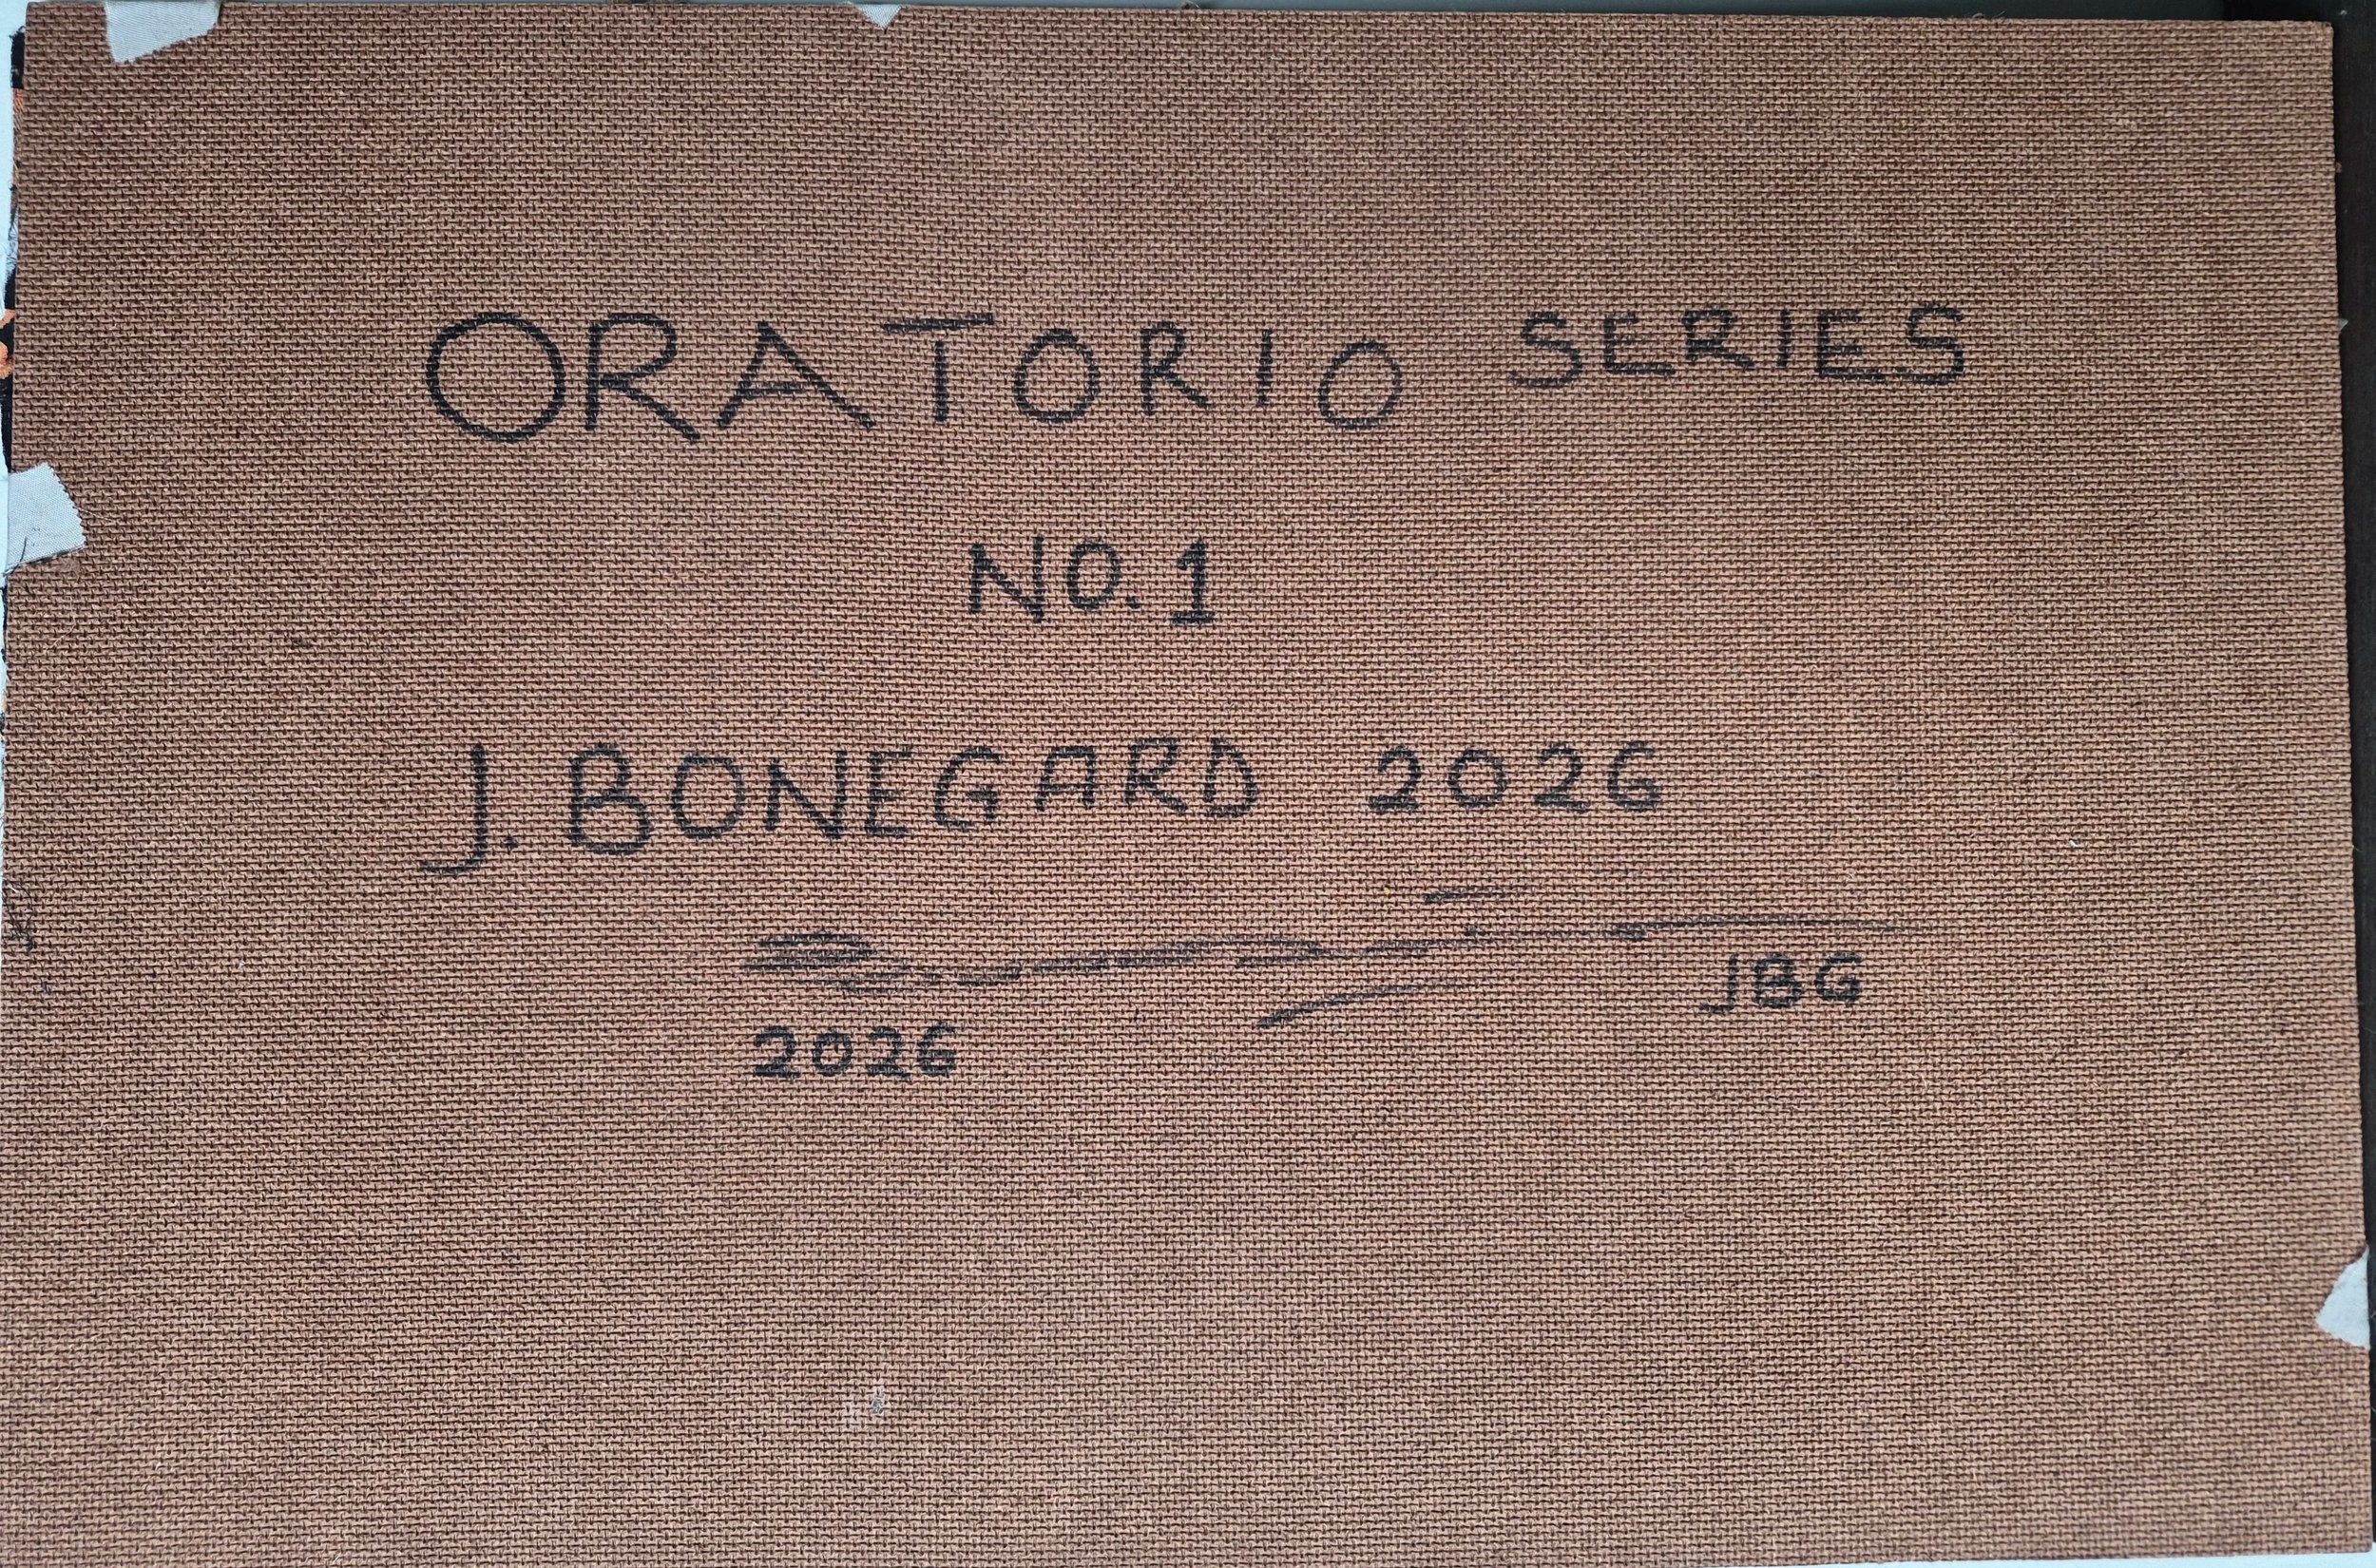 ORATORIO SERIES
NO.1
J. BONEGARD 2026
JBG
2026